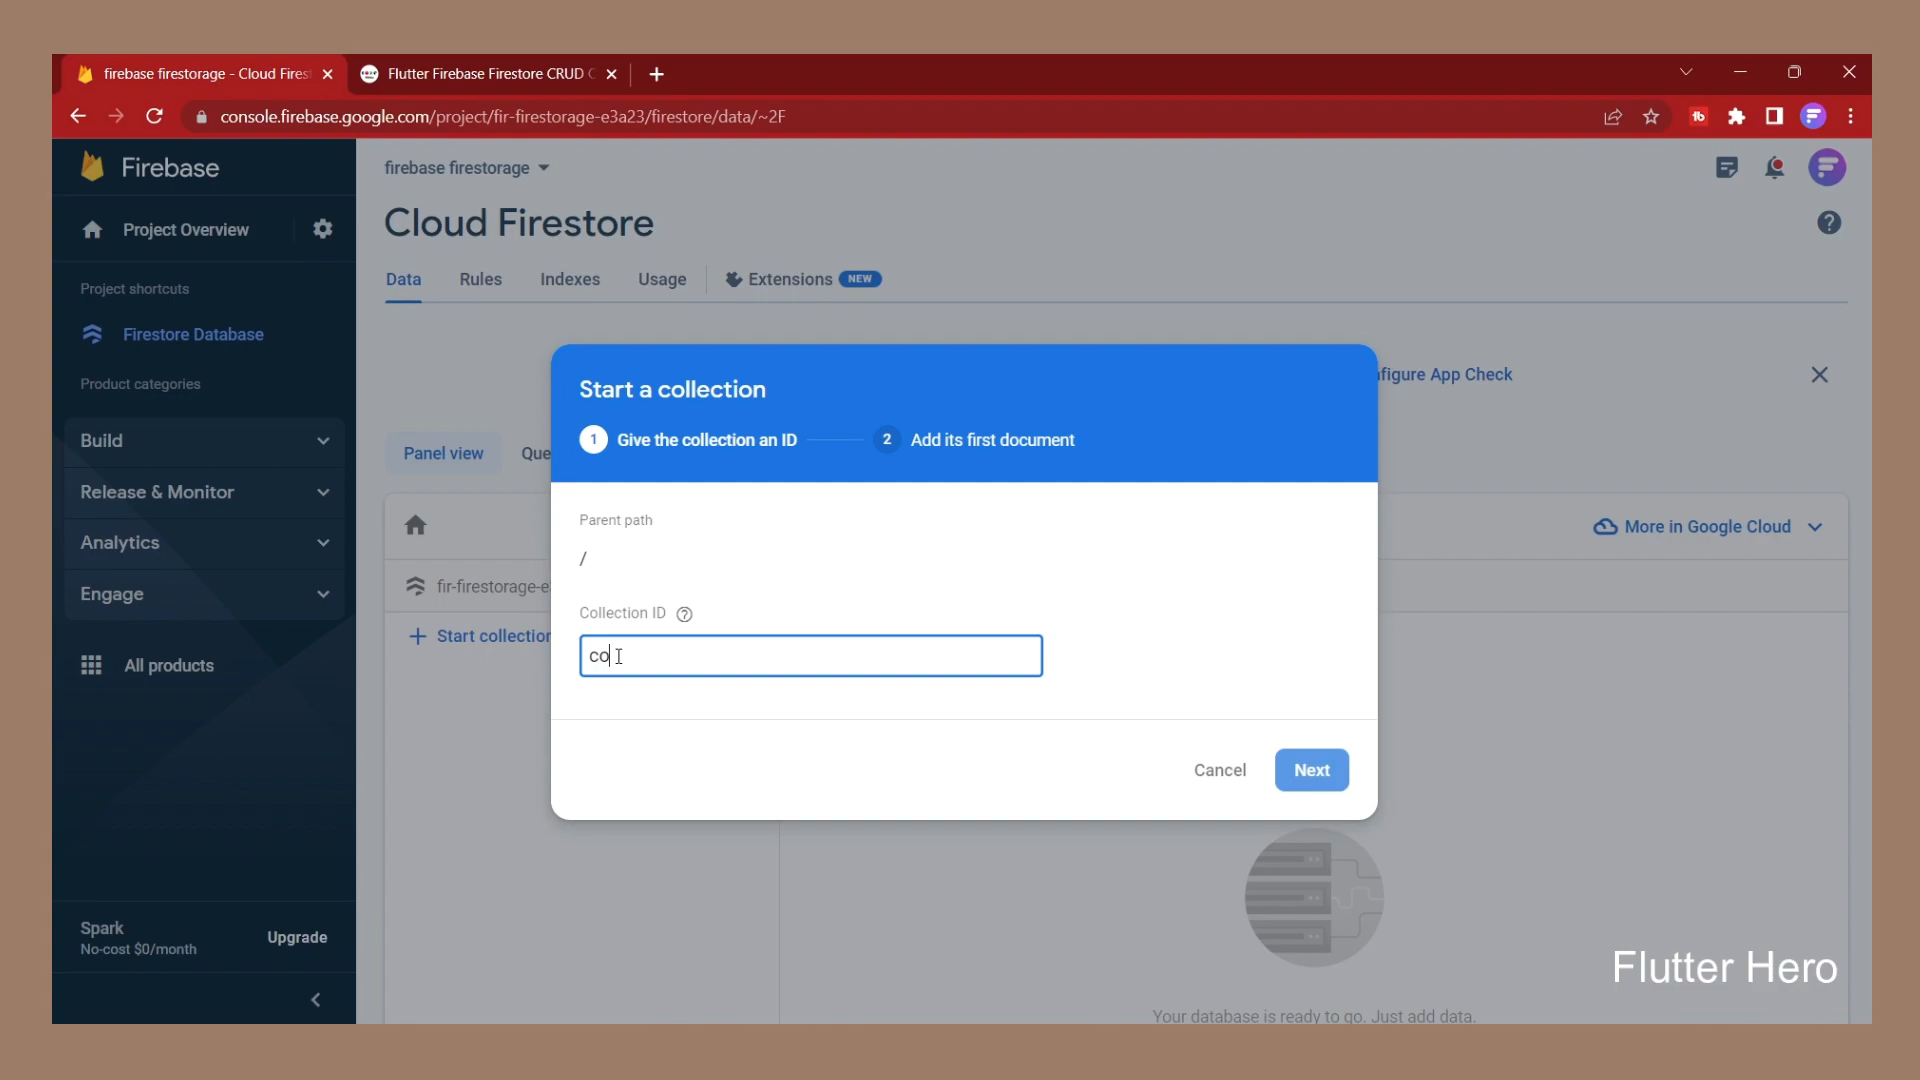 firebase firestorage - Cloud Fires
Flutter Firebase Firestore CRUD
console.firebase.google.com/project/fir-firestorage-e3a23/firestore/data/~2F
Firebase
firebase firestorage
Project Overview
Cloud Firestore
Data Rules Indexes Usage Extensions NEW
Project shortcuts
Firestore Database
Product categories
Build
Release & Monitor
Analytics
Engage
All products
Spark
No-cost $0/month
Upgrade
figure App Check
Panel view Que
More in Google Cloud
fir-firestorage-e
Start collection
Start a collection
1 Give the collection an ID
2 Add its first document
Parent path
/
Collection ID
co
Cancel
Next
Your database is ready to go. Just add data.
Flutter Hero